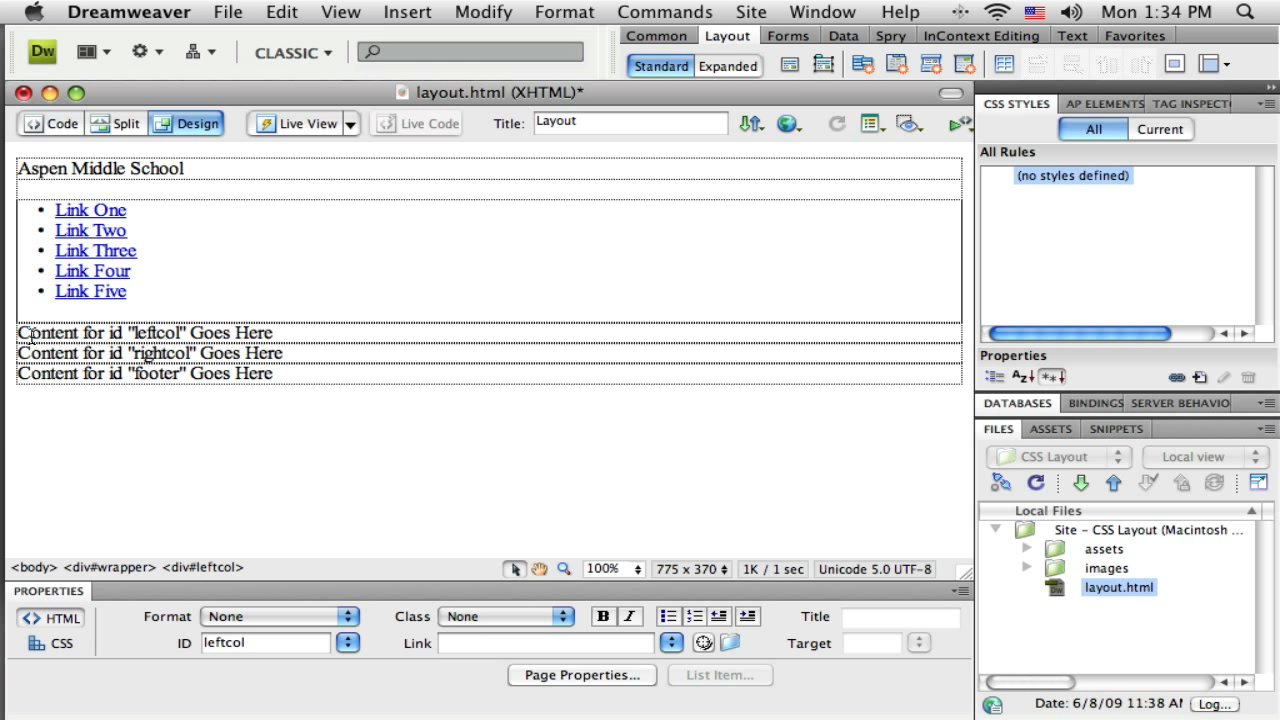 Dreamweaver File Edit View Insert Modify Format Commands Site Window Help Mon 1:34 PM
Dw CLASSIC
Common Layout Forms Data Spry InContext Editing Text Favorites
Standard Expanded
layout.html (XHTML)*
Code Split Design Live View Live Code Title: Layout
Aspen Middle School
• Link One
• Link Two
• Link Three
• Link Four
• Link Five
Content for id "leftcol" Goes Here
Content for id "rightcol" Goes Here
Content for id "footer" Goes Here
<body> <div#wrapper> <div#leftcol> 100% 775 x 370 1K / 1 sec Unicode 5.0 UTF-8
PROPERTIES
HTML Format None Class None B I Title
CSS ID leftcol Link Target
Page Properties... List Item...
CSS STYLES AP ELEMENTS TAG INSPECT
All Current
All Rules
(no styles defined)
Properties
DATABASES BINDINGS SERVER BEHAVIO
FILES ASSETS SNIPPETS
CSS Layout Local view
Local Files
Site – CSS Layout (Macintosh ...
assets
images
layout.html
Date: 6/8/09 11:38 AM Log...